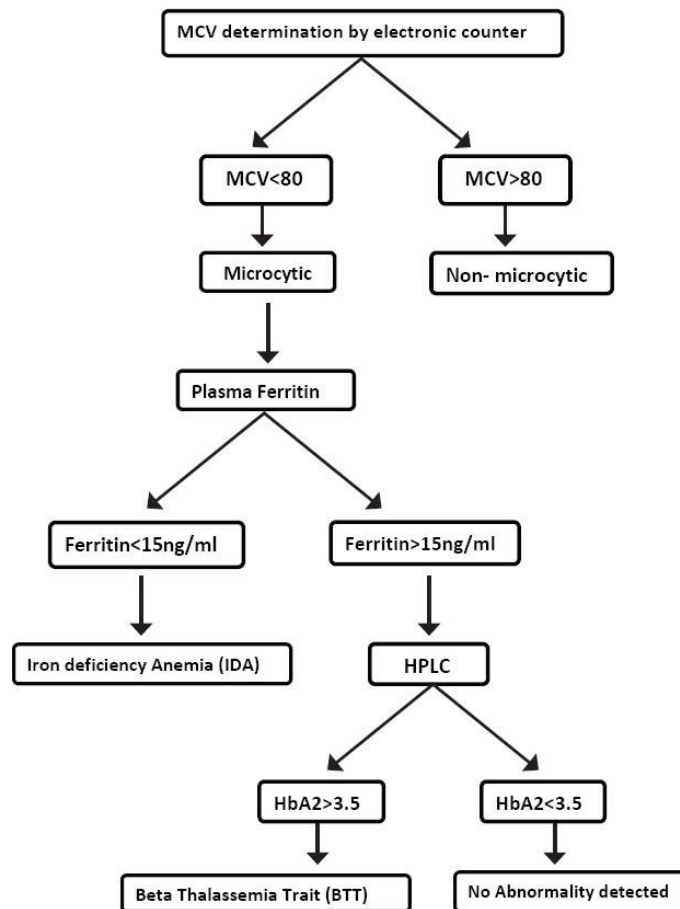 MCV determination by electronic counter
MCV<80
MCV>80
Microcytic
Non- microcytic
Plasma Ferritin
Ferritin<15ng/ml
Ferritin>15ng/ml
Iron deficiency Anemia (IDA)
HPLC
HbA2>3.5
HbA2<3.5
Beta Thalassemia Trait (BTT)
No Abnormality detected